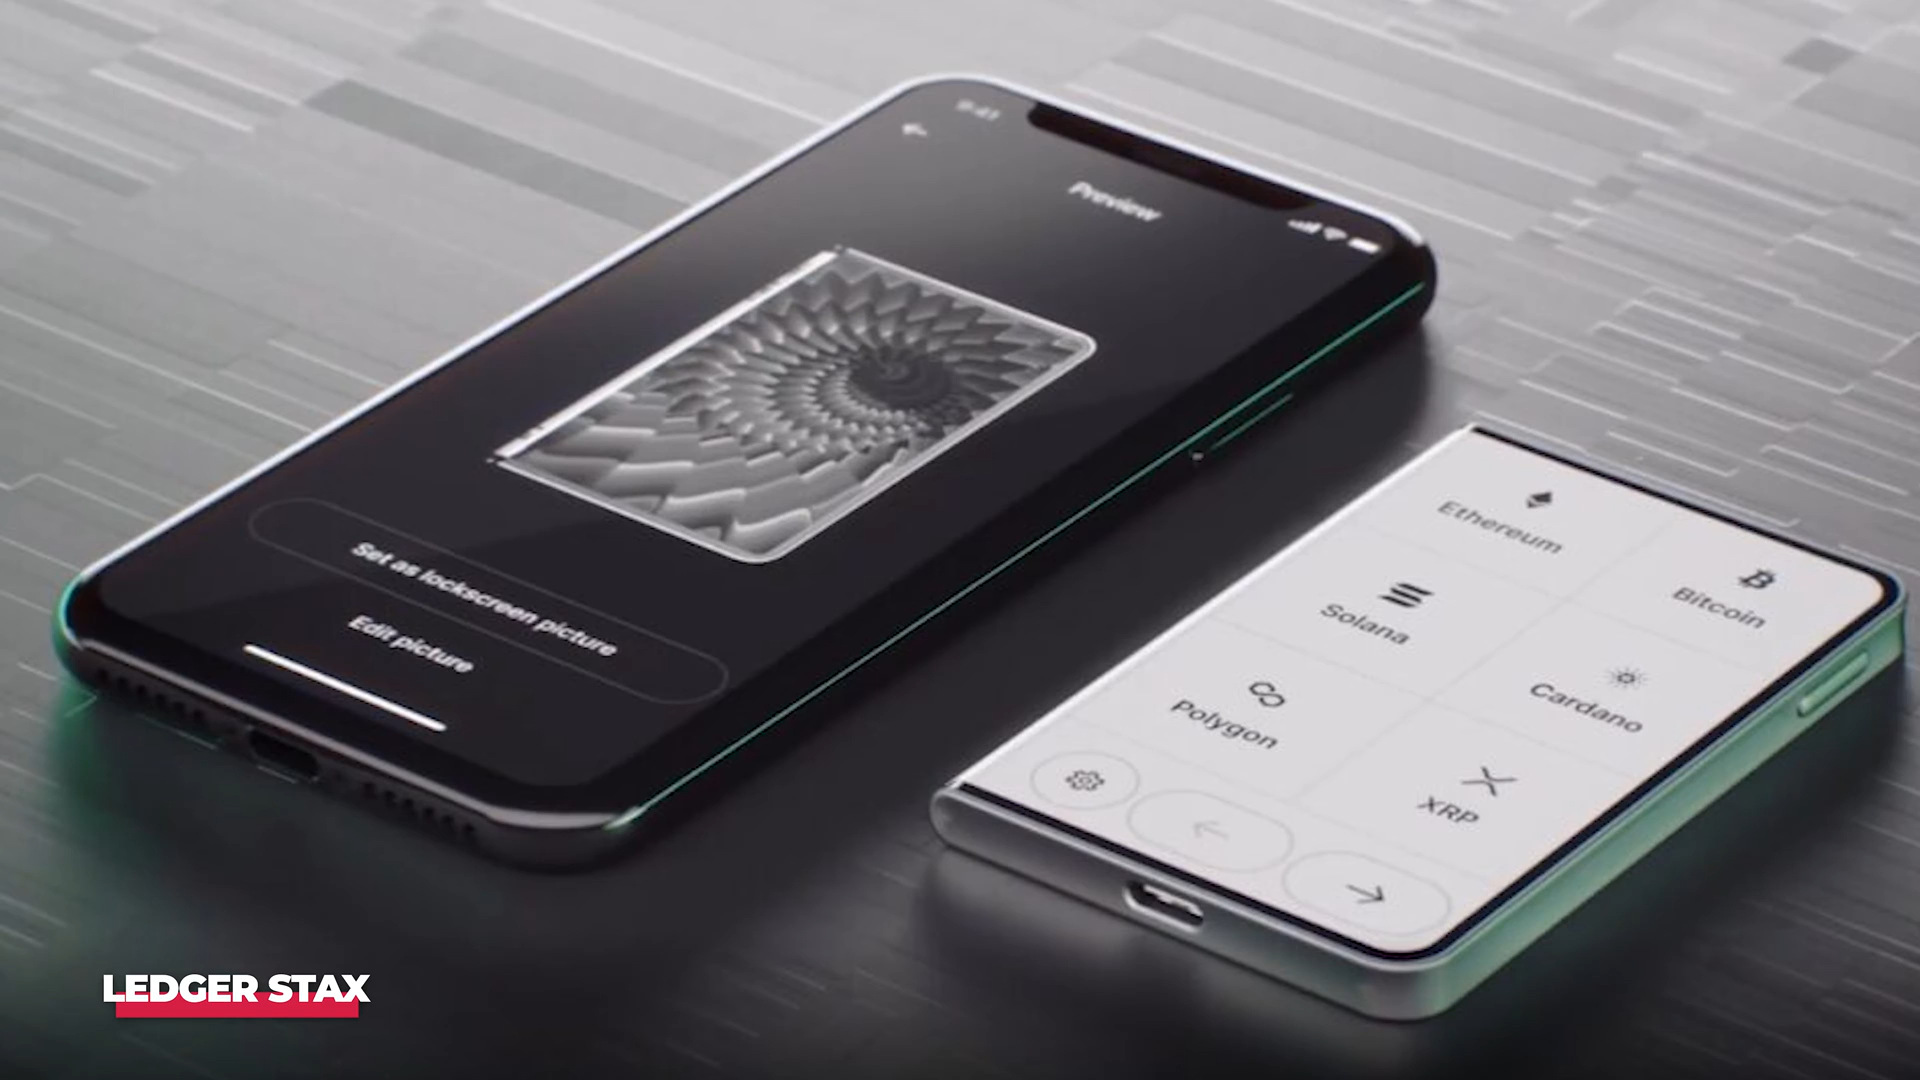 9:41
Preview
Set as lockscreen picture
Edit picture
Ethereum
Bitcoin
Solana
Cardano
Polygon
XRP
LEDGER STAX